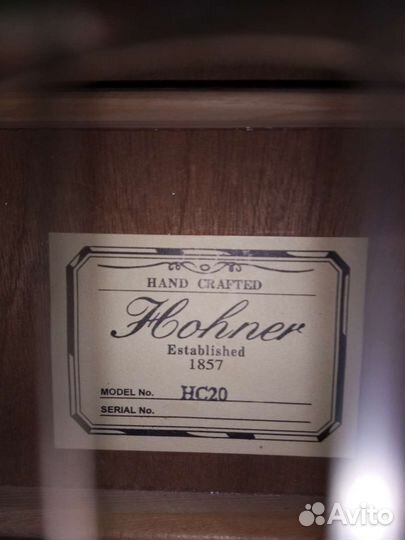 HAND CRAFTED
Hohner
Established
1857
MODEL No. HC20
SERIAL No.
Avito